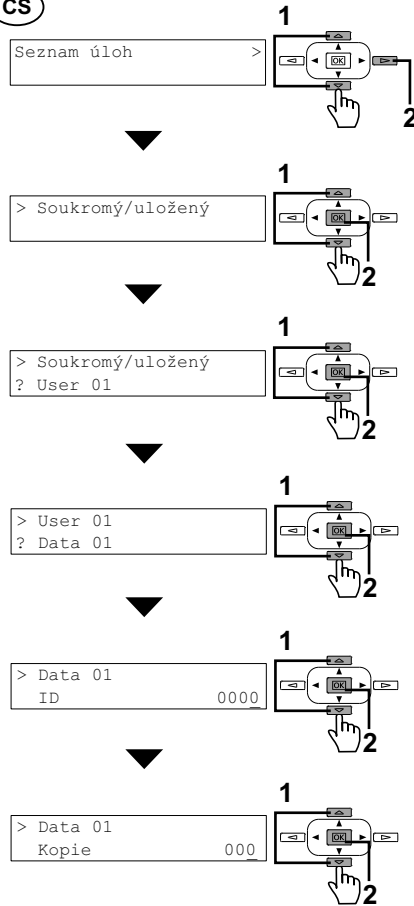 CS
Seznam úloh >
1
OK
2
> Soukromý/uložený
1
OK
2
> Soukromý/uložený
? User 01
1
OK
2
> User 01
? Data 01
1
OK
2
> Data 01
ID 0000
1
OK
2
> Data 01
Kopie 000
1
OK
2